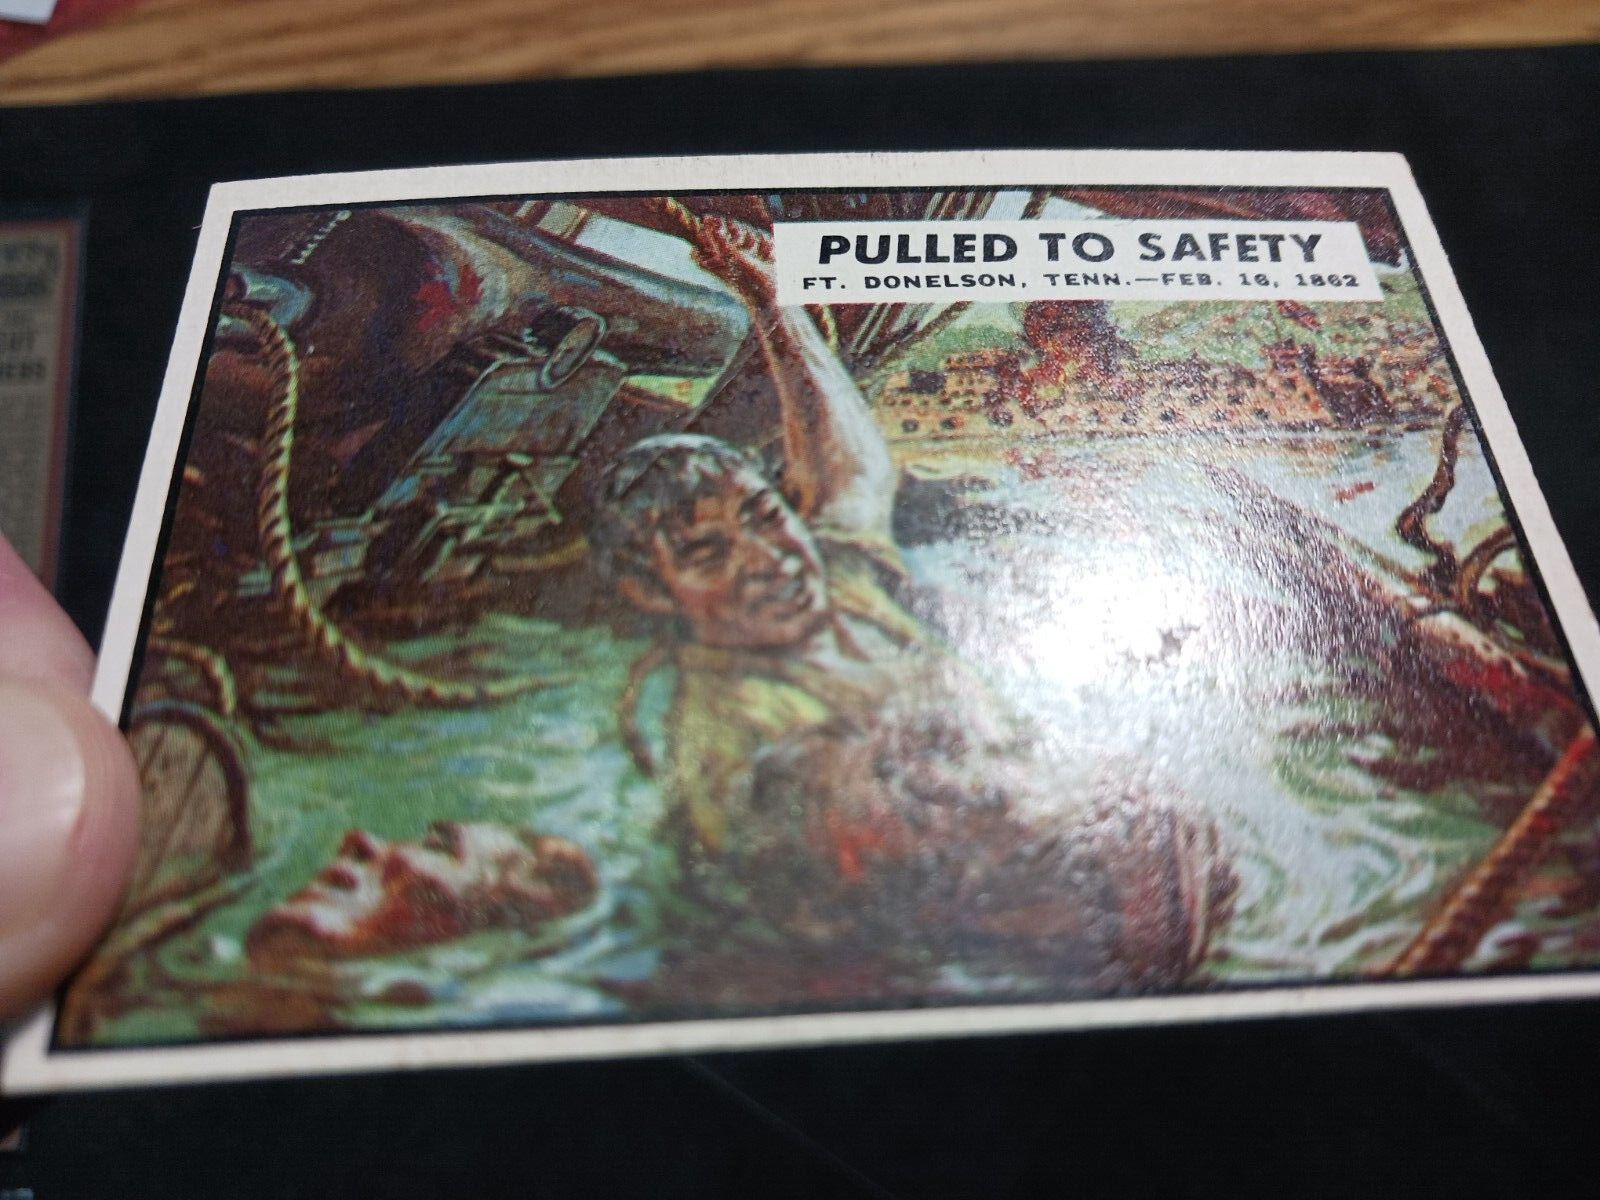 PULLED TO SAFETY
FT. DONELSON, TENN.—FEB. 16, 1862